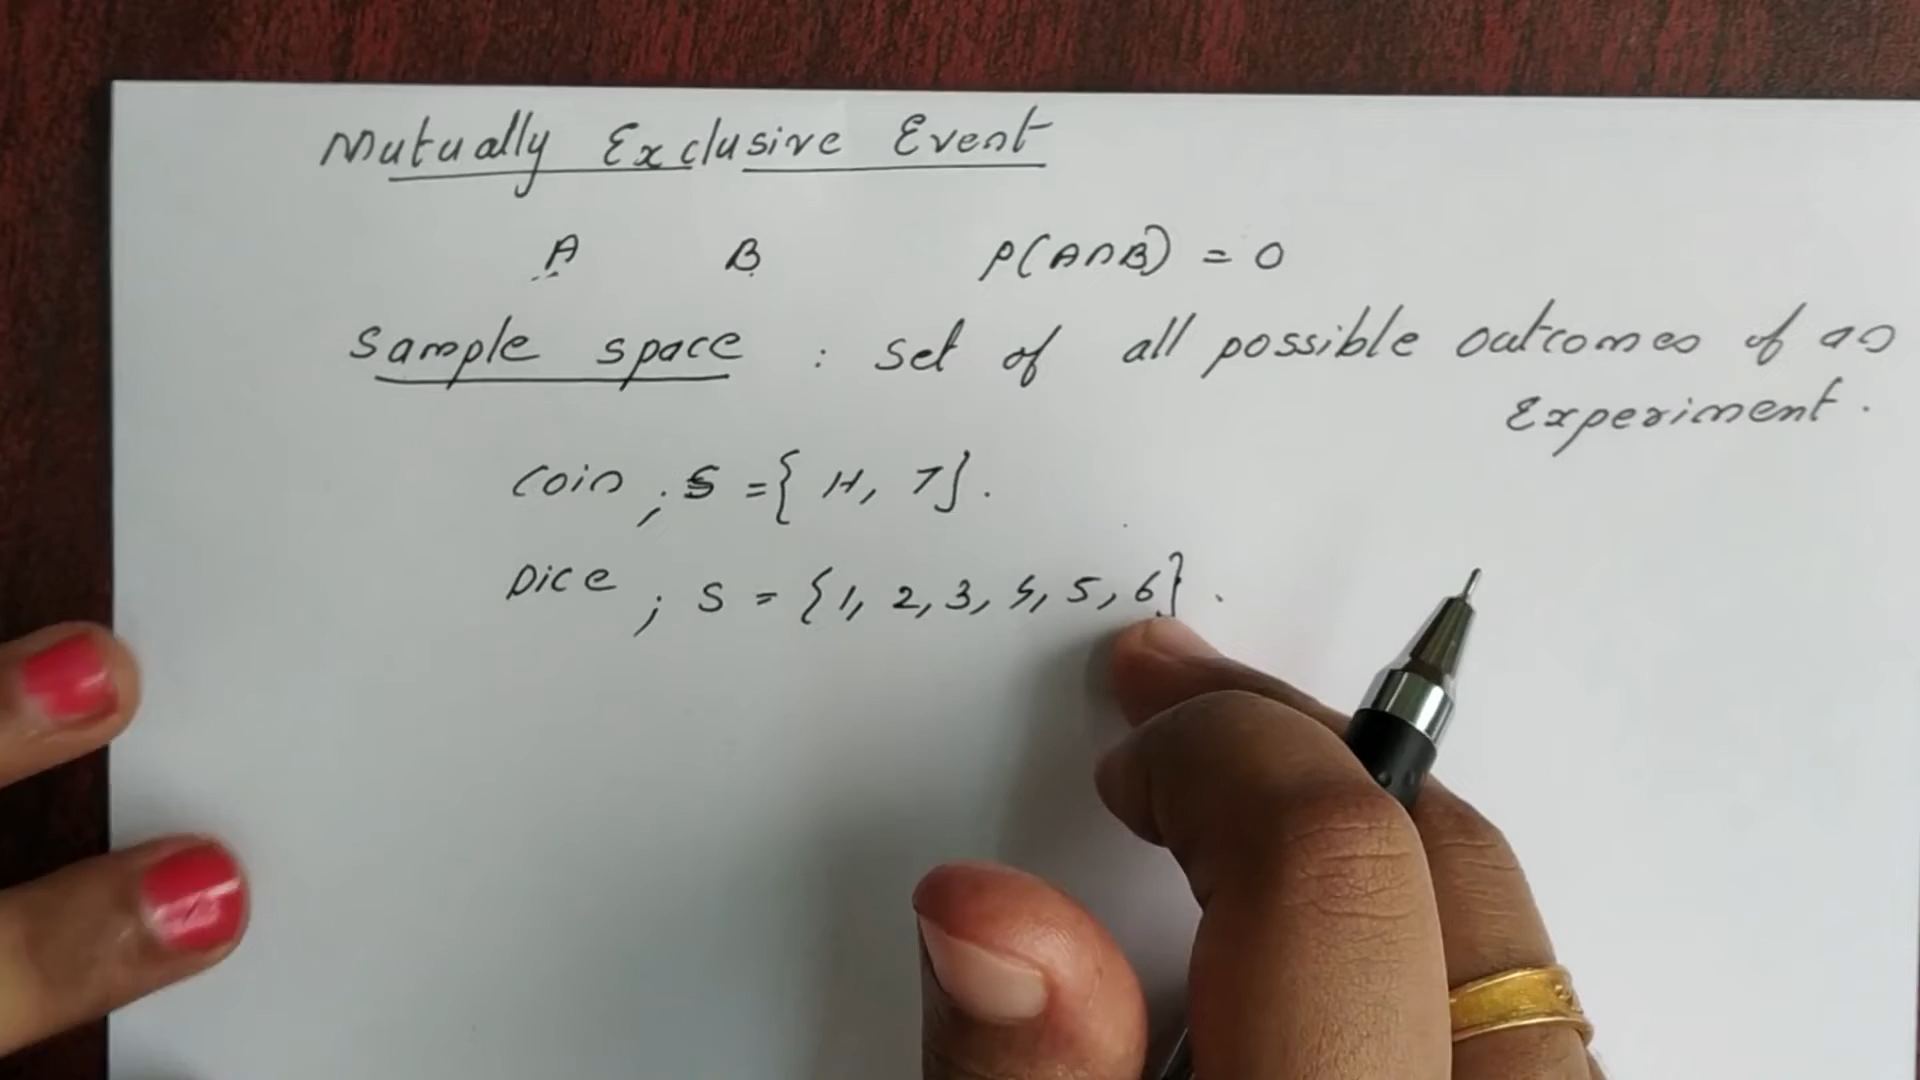 Mutually Exclusive Event
A B P(A∩B) = 0
Sample space : set of all possible outcomes of an
Experiment.
Coin ; S = { H, T}.
Dice ; S = {1, 2, 3, 4, 5, 6}.